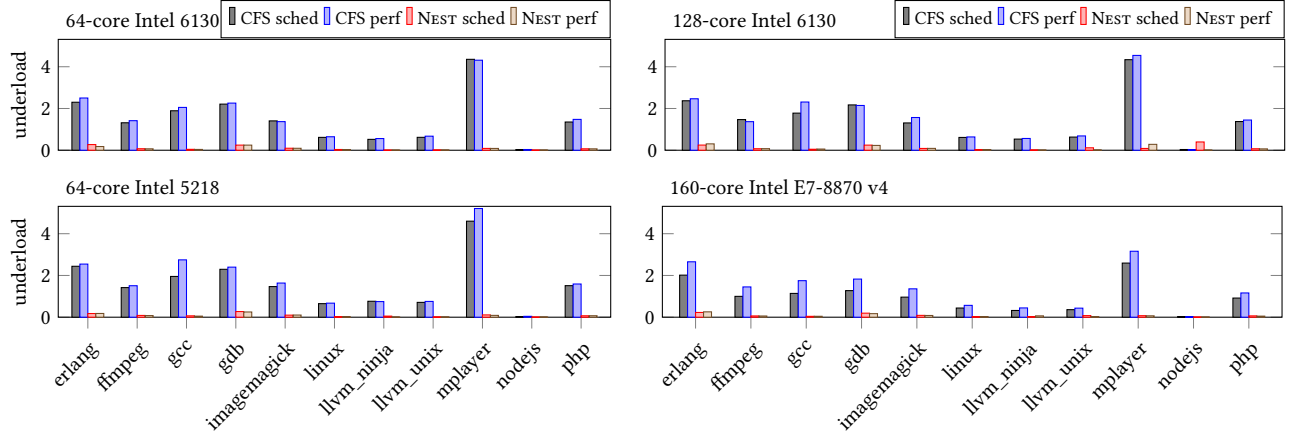 64-core Intel 6130
CFS sched CFS perf NEST sched NEST perf
128-core Intel 6130
CFS sched CFS perf NEST sched NEST perf
underload
4
2
0
4
2
0
64-core Intel 5218
160-core Intel E7-8870 v4
underload
4
2
0
4
2
0
erlang
ffmpeg
gcc
gdb
imagemagick
linux
llvm_ninja
llvm_unix
mplayer
nodejs
php
erlang
ffmpeg
gcc
gdb
imagemagick
linux
llvm_ninja
llvm_unix
mplayer
nodejs
php